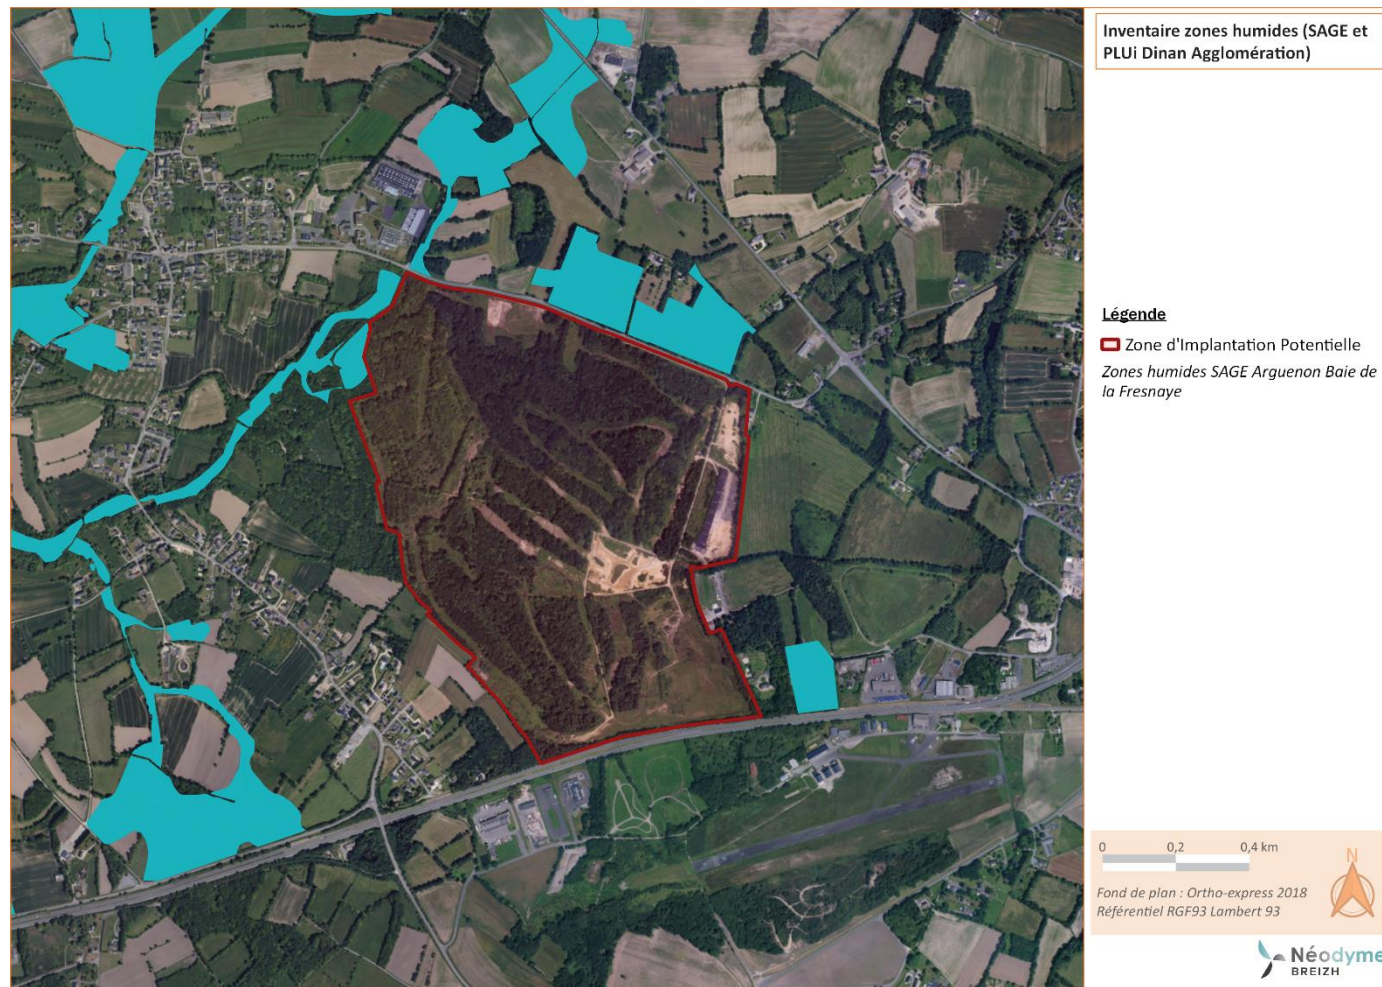 Inventaire zones humides (SAGE et
PLUi Dinan Agglomération)
Légende
Zone d'Implantation Potentielle
Zones humides SAGE Arguenon Baie de
la Fresnaye
0 0,2 0,4 km
N
Fond de plan : Ortho-express 2018
Référentiel RGF93 Lambert 93
Néodyme
BREIZH